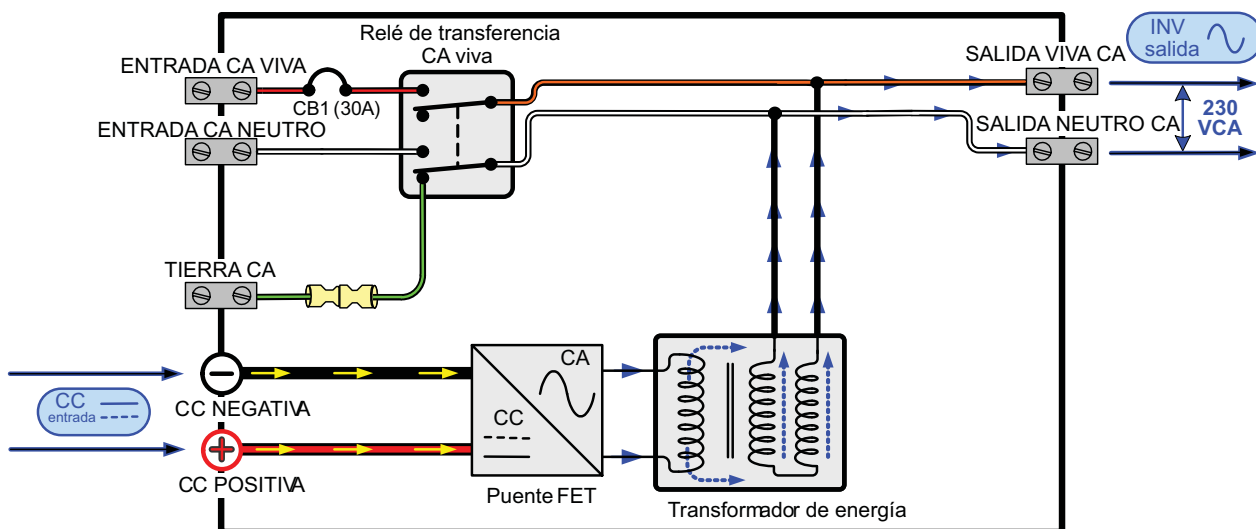 Relé de transferencia
CA viva
INV
salida
ENTRADA CA VIVA
SALIDA VIVA CA
CB1 (30A)
ENTRADA CA NEUTRO
SALIDA NEUTRO CA
230
VCA
TIERRA CA
CC
entrada
CC NEGATIVA
CC POSITIVA
CA
CC
Puente FET
Transformador de energía